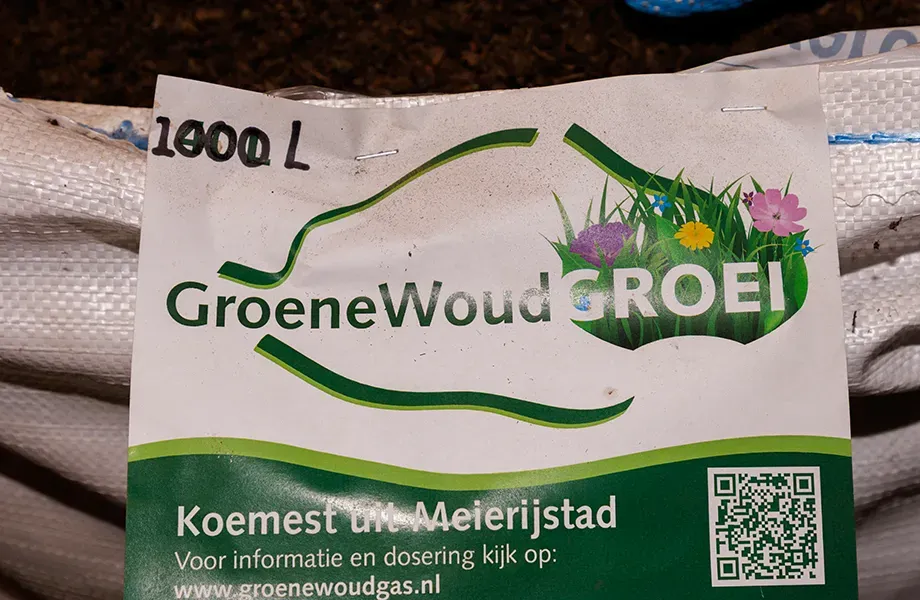 1000 L
GroeneWoudGROEI
Koemest uit Meierijstad
Voor informatie en dosering kijk op:
www.groenewoudgas.nl